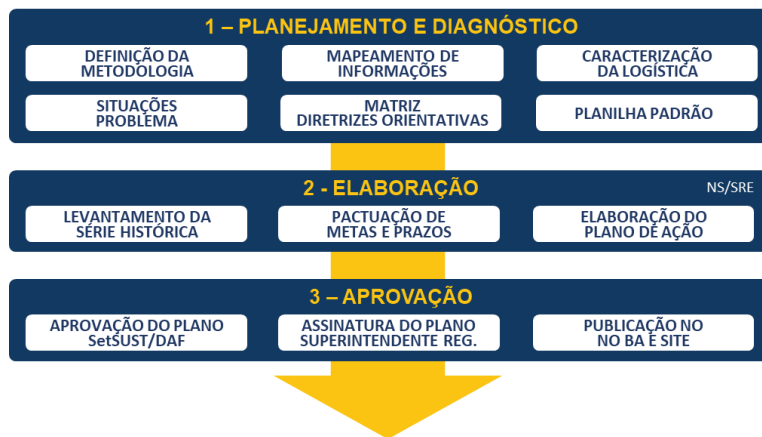 1 – PLANEJAMENTO E DIAGNÓSTICO
DEFINIÇÃO DA
METODOLOGIA
MAPEAMENTO DE
INFORMAÇÕES
CARACTERIZAÇÃO
DA LOGÍSTICA
SITUAÇÕES
PROBLEMA
MATRIZ
DIRETRIZES ORIENTATIVAS
PLANILHA PADRÃO
2 - ELABORAÇÃO
NS/SRE
LEVANTAMENTO DA
SÉRIE HISTÓRICA
PACTUAÇÃO DE
METAS E PRAZOS
ELABORAÇÃO DO
PLANO DE AÇÃO
3 – APROVAÇÃO
APROVAÇÃO DO PLANO
SetSUST/DAF
ASSINATURA DO PLANO
SUPERINTENDENTE REG.
PUBLICAÇÃO NO
NO BA E SITE